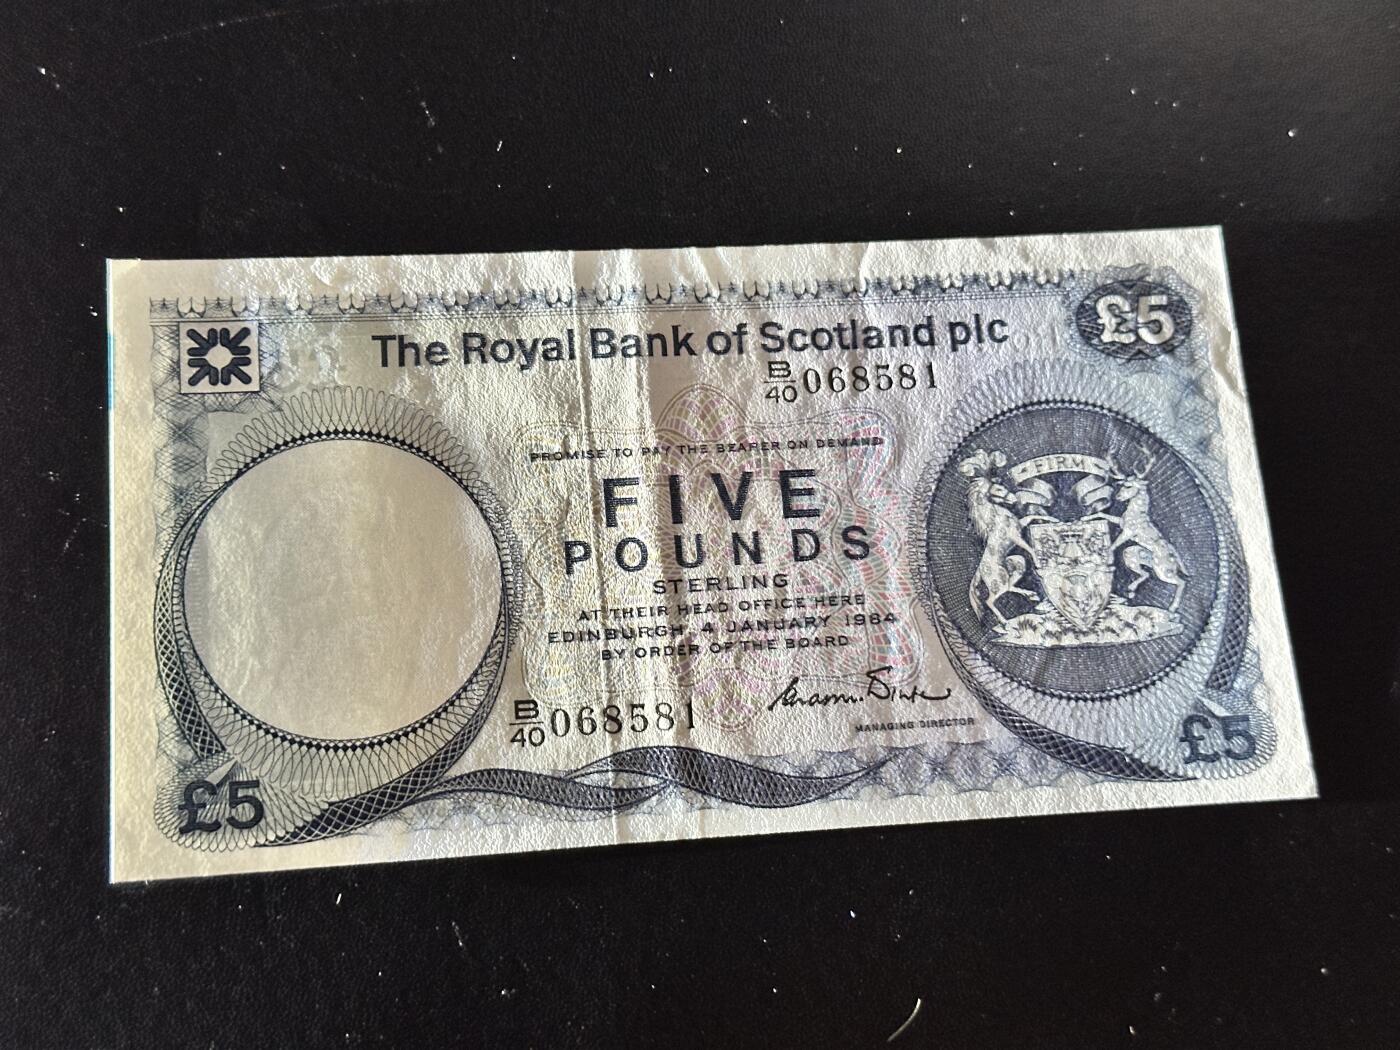 The Royal Bank of Scotland plc
£5
B/40 068581
PROMISE TO PAY THE BEARER ON DEMAND
FIVE
POUNDS
STERLING
AT THEIR HEAD OFFICE HERE
EDINBURGH, 4 JANUARY 1984
BY ORDER OF THE BOARD
FIRM
B/40 068581
MANAGING DIRECTOR
£5
£5